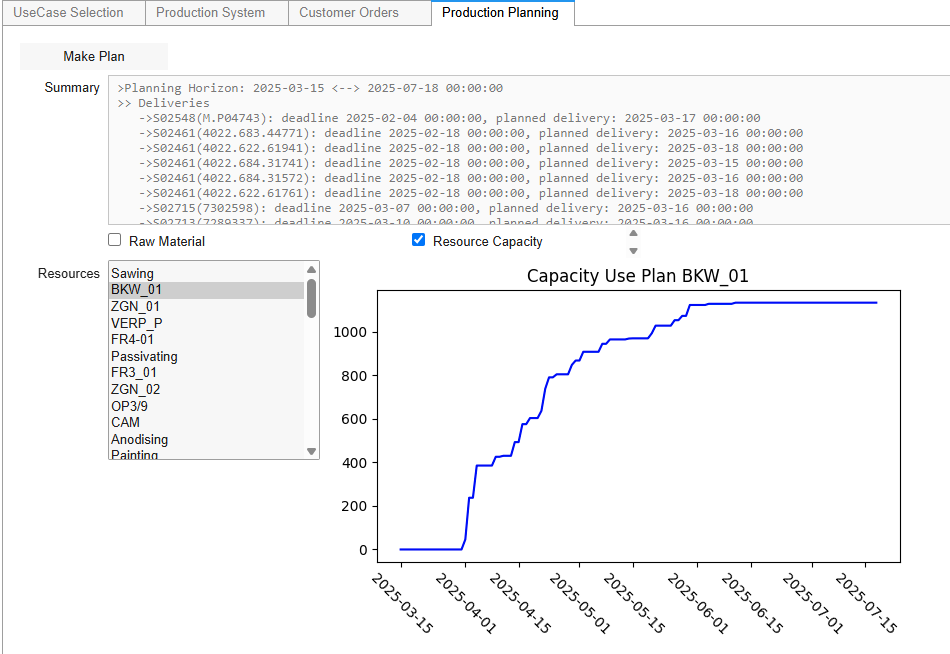 UseCase Selection
Production System
Customer Orders
Production Planning
Make Plan
Summary
>Planning Horizon: 2025-03-15 <--> 2025-07-18 00:00:00
>> Deliveries
->S02548(M.P04743): deadline 2025-02-04 00:00:00, planned delivery: 2025-03-17 00:00:00
->S02461(4022.683.44771): deadline 2025-02-18 00:00:00, planned delivery: 2025-03-16 00:00:00
->S02461(4022.622.61941): deadline 2025-02-18 00:00:00, planned delivery: 2025-03-18 00:00:00
->S02461(4022.684.31741): deadline 2025-02-18 00:00:00, planned delivery: 2025-03-15 00:00:00
->S02461(4022.684.31572): deadline 2025-02-18 00:00:00, planned delivery: 2025-03-16 00:00:00
->S02461(4022.622.61761): deadline 2025-02-18 00:00:00, planned delivery: 2025-03-18 00:00:00
->S02715(7302598): deadline 2025-03-07 00:00:00, planned delivery: 2025-03-16 00:00:00
->S02713(7289337): deadline 2025-03-10 00:00:00, planned delivery: 2025-03-16 00:00:00
Raw Material
Resource Capacity
Resources
Sawing
BKW_01
ZGN_01
VERP_P
FR4-01
Passivating
FR3_01
ZGN_02
OP3/9
CAM
Anodising
Painting
Capacity Use Plan BKW_01
1000
800
600
400
200
0
2025-03-15
2025-04-01
2025-04-15
2025-05-01
2025-05-15
2025-06-01
2025-06-15
2025-07-01
2025-07-15